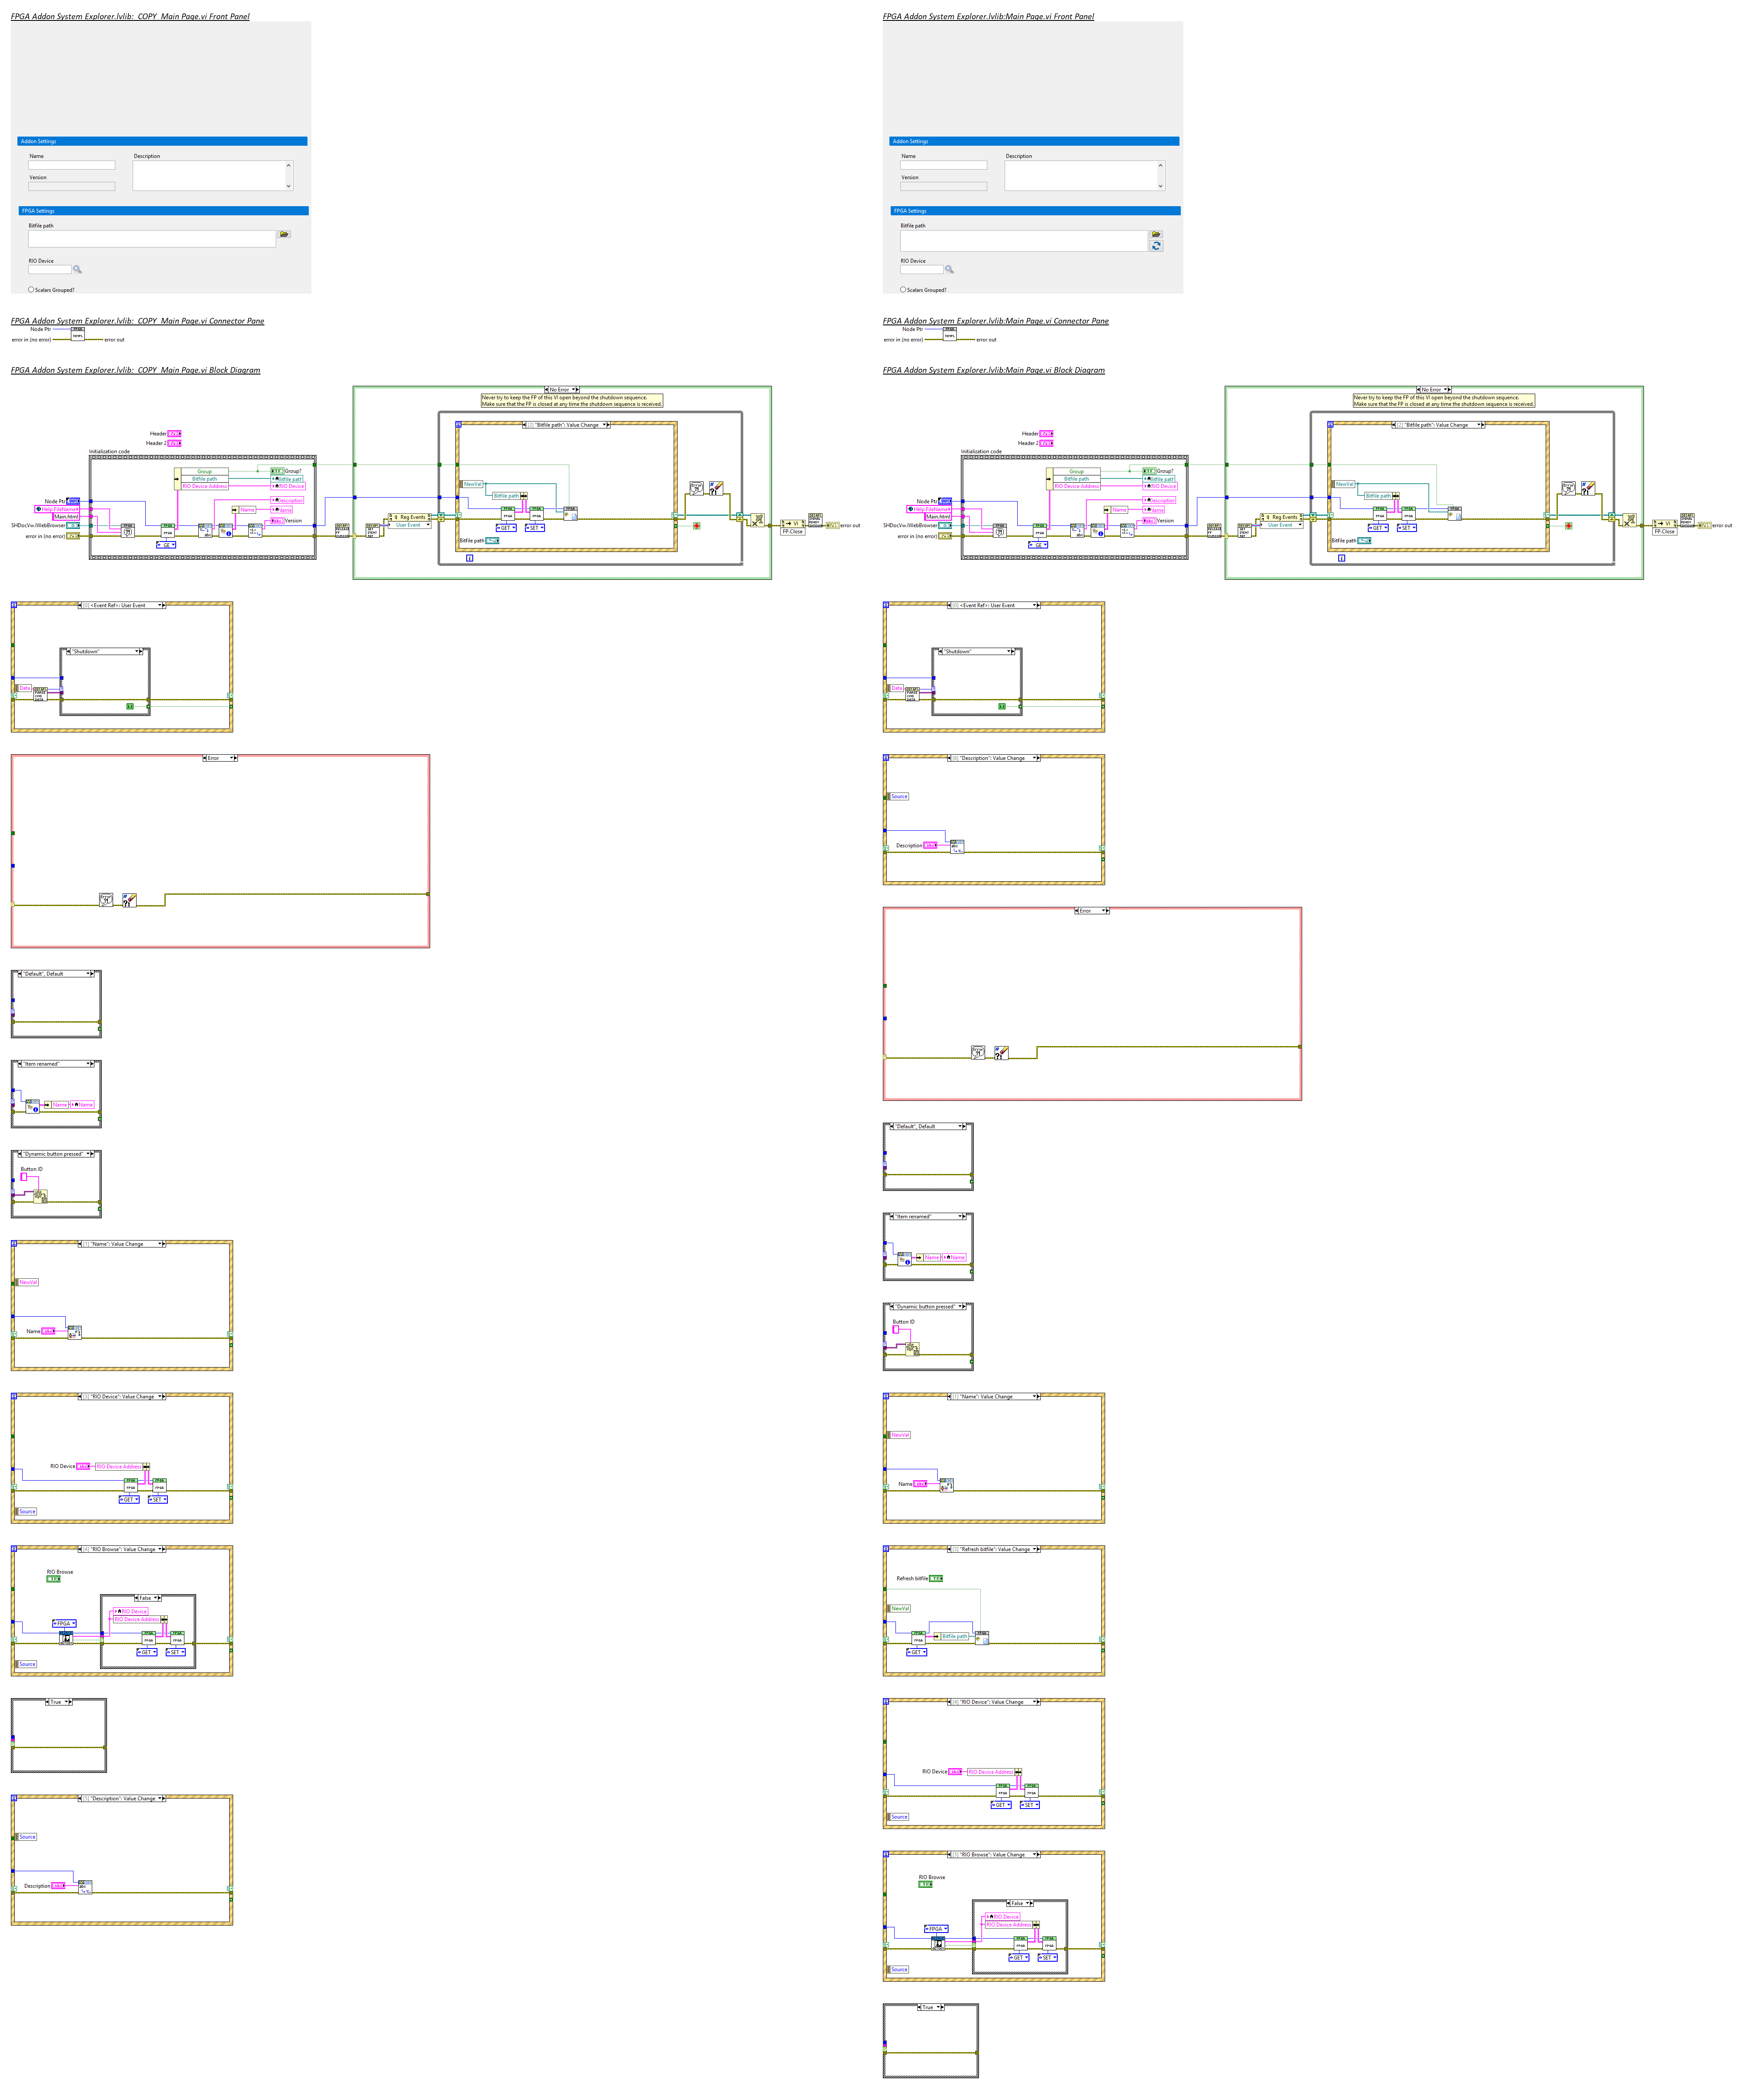 FPGA Addon System Explorer.lvlib:_COPY_Main Page.vi Front Panel
Addon Settings
Name
Description
Version
FPGA Settings
Bitfile path
RIO Device
Scalars Grouped?
FPGA Addon System Explorer.lvlib:_COPY_Main Page.vi Connector Pane
Node Ptr
error in (no error)
error out
FPGA Addon System Explorer.lvlib:_COPY_Main Page.vi Block Diagram
No Error
Never try to keep the FP of this VI open beyond the shutdown sequence.
Make sure that the FP is closed at any time the shutdown sequence is received.
[2] "Bitfile path": Value Change
Header
Header 2
Initialization code
Group
Group?
Bitfile path
Bitfile path
RIO Device Address
RIO Device
NewVal
Bitfile path
Node Ptr
Description
Help.FileName
Name
Name
Main.html
Version
SHDocVw.IWebBrowser
Reg Events
User Event
GET
SET
error in (no error)
error out
FP.Close
Bitfile path
[0] <Event Ref>: User Event
"Shutdown"
Data
Error
"Default", Default
"Item renamed"
Name
Name
"Dynamic button pressed"
Button ID
[1] "Name": Value Change
NewVal
Name
[3] "RIO Device": Value Change
RIO Device
RIO Device Address
GET
SET
Source
[4] "RIO Browse": Value Change
RIO Browse
False
RIO Device
RIO Device Address
FPGA
GET
SET
Source
True
[5] "Description": Value Change
Source
Description
FPGA Addon System Explorer.lvlib:Main Page.vi Front Panel
Addon Settings
Name
Description
Version
FPGA Settings
Bitfile path
RIO Device
Scalars Grouped?
FPGA Addon System Explorer.lvlib:Main Page.vi Connector Pane
Node Ptr
error in (no error)
error out
FPGA Addon System Explorer.lvlib:Main Page.vi Block Diagram
No Error
Never try to keep the FP of this VI open beyond the shutdown sequence.
Make sure that the FP is closed at any time the shutdown sequence is received.
[2] "Bitfile path": Value Change
Header
Header 2
Initialization code
Group
Group?
Bitfile path
Bitfile path
RIO Device Address
RIO Device
NewVal
Bitfile path
Node Ptr
Description
Help.FileName
Name
Name
Main.html
Version
SHDocVw.IWebBrowser
Reg Events
User Event
GET
SET
error in (no error)
error out
FP.Close
Bitfile path
[0] <Event Ref>: User Event
"Shutdown"
Data
[6] "Description": Value Change
Source
Description
Error
"Default", Default
"Item renamed"
Name
Name
"Dynamic button pressed"
Button ID
[1] "Name": Value Change
NewVal
Name
[3] "Refresh bitfile": Value Change
Refresh bitfile
NewVal
Bitfile path
GET
[4] "RIO Device": Value Change
RIO Device
RIO Device Address
GET
SET
Source
[5] "RIO Browse": Value Change
RIO Browse
False
RIO Device
RIO Device Address
FPGA
GET
SET
Source
True